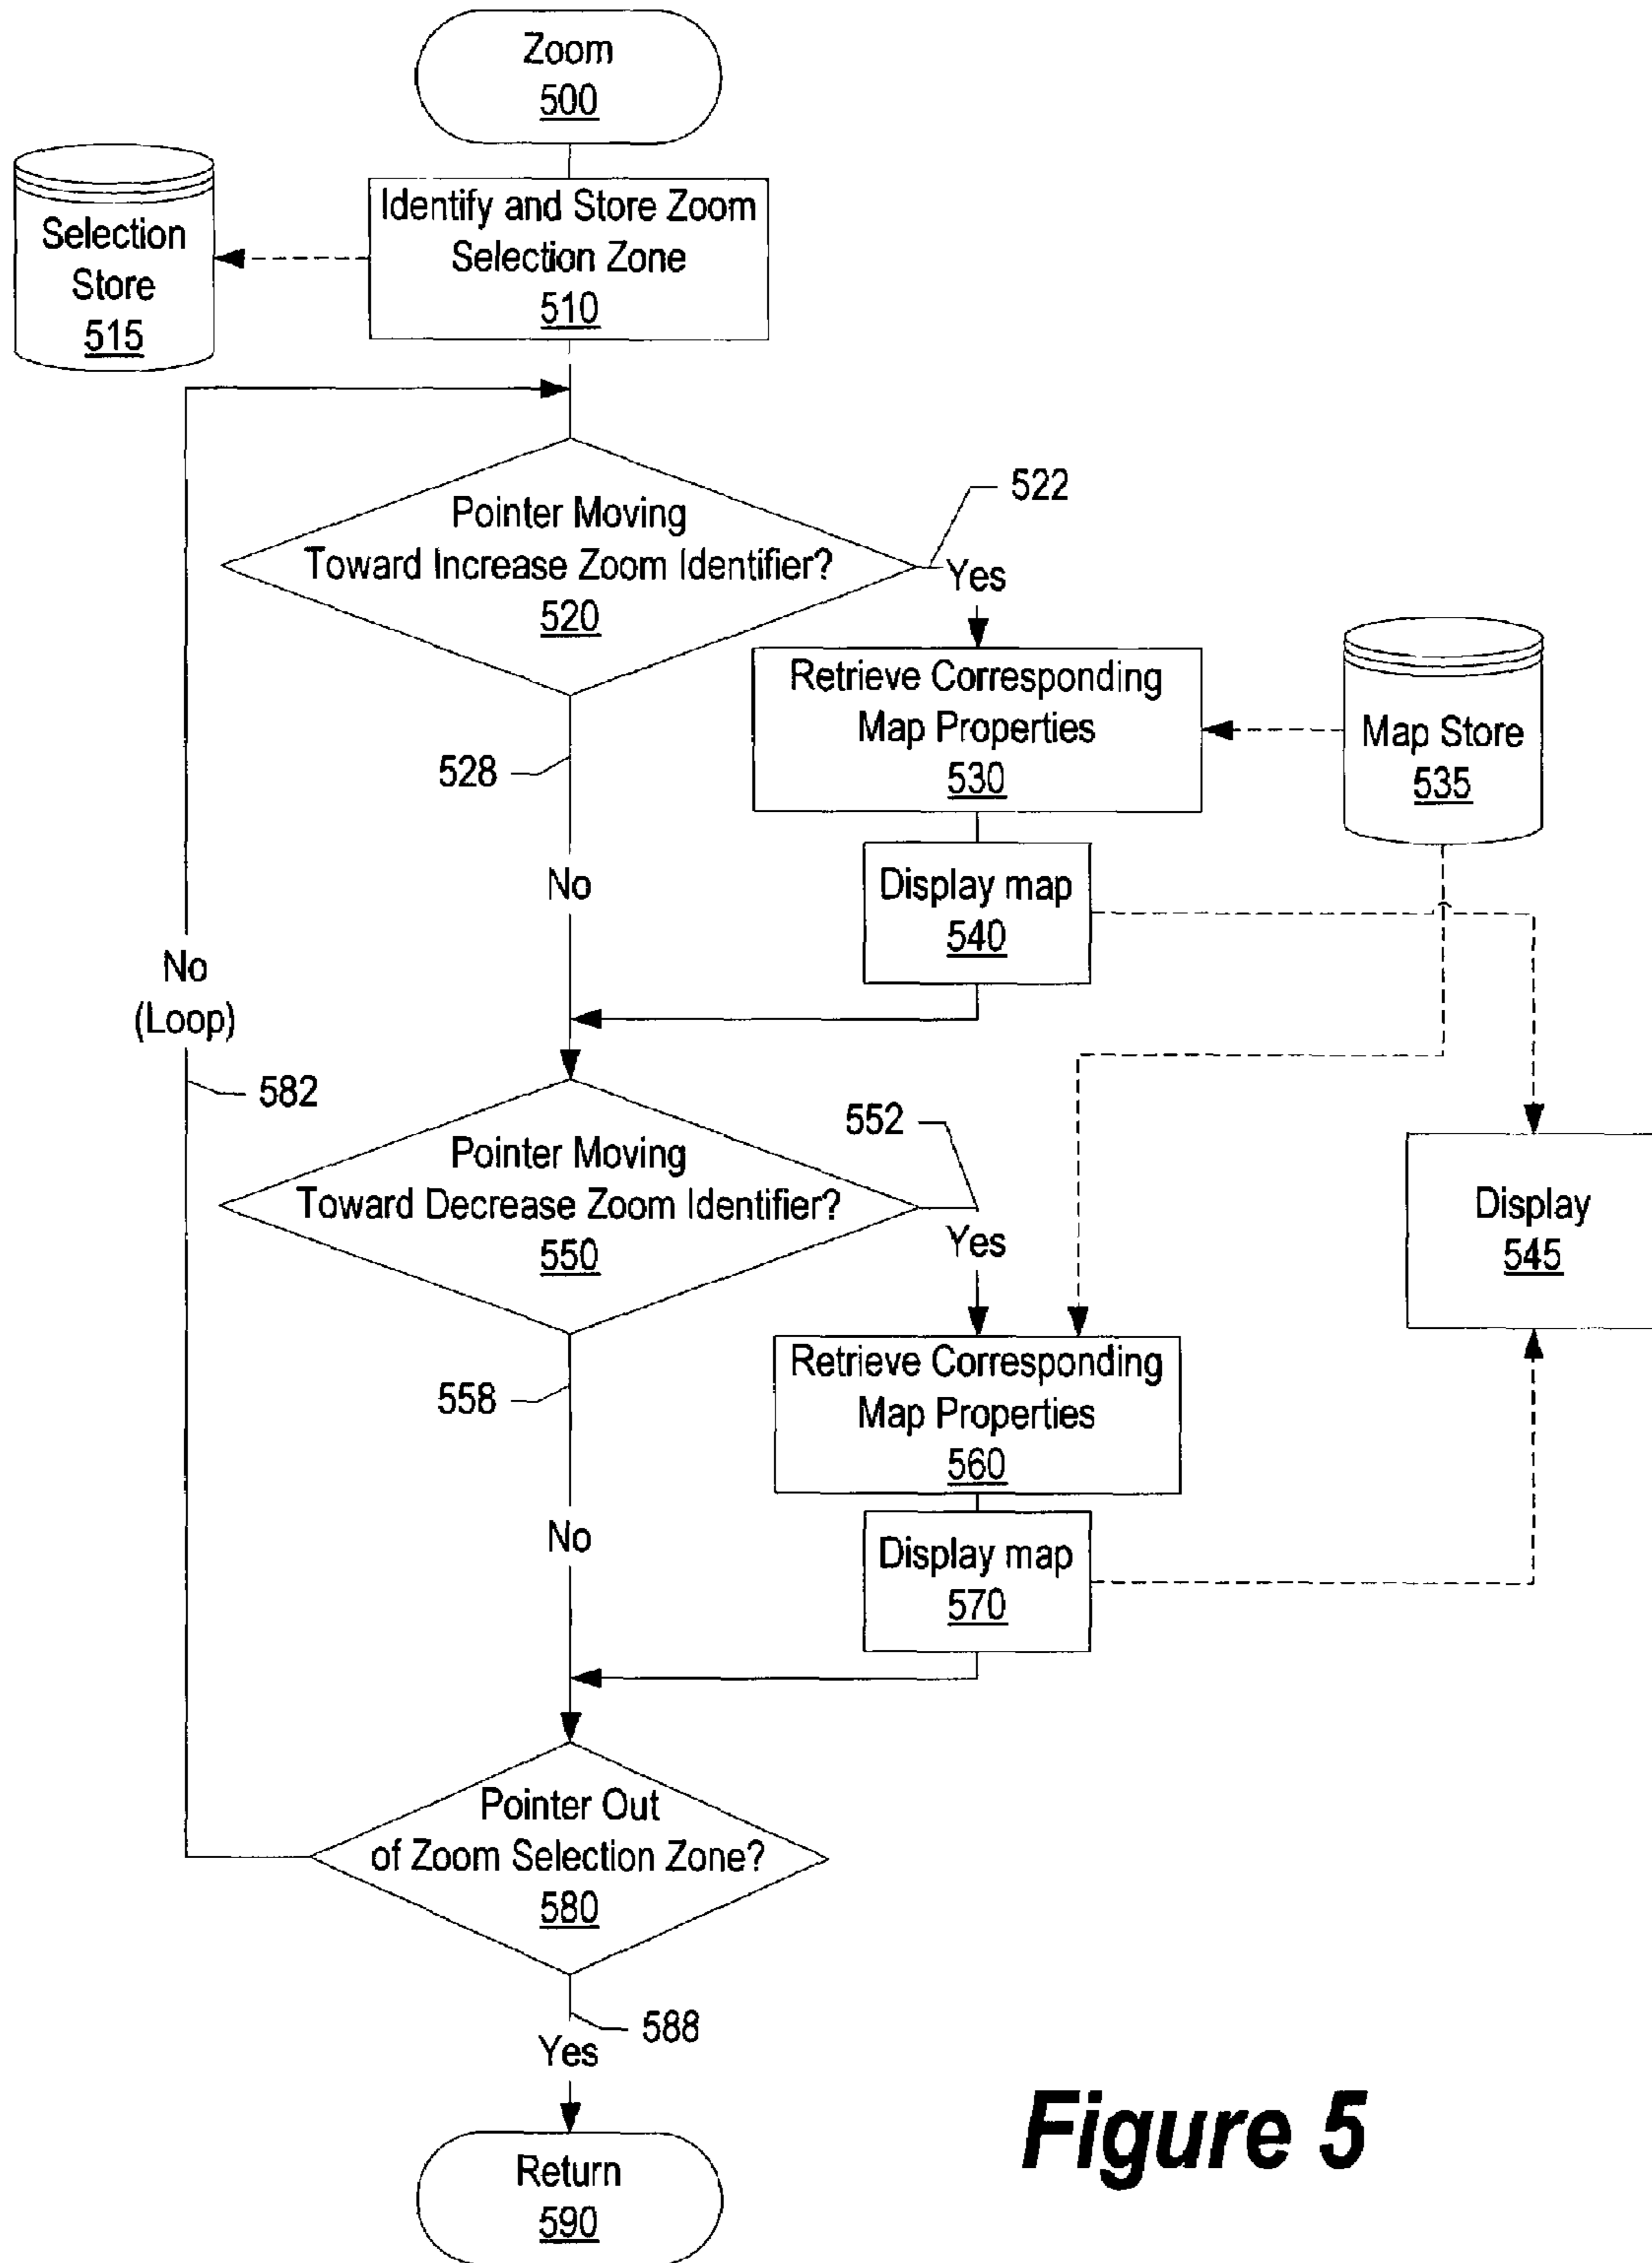 Zoom
500
Identify and Store Zoom
Selection Zone
510
Selection
Store
515
Pointer Moving
Toward Increase Zoom Identifier?
520
522
Yes
Retrieve Corresponding
Map Properties
530
Map Store
535
528
No
Display map
540
No
(Loop)
582
Pointer Moving
Toward Decrease Zoom Identifier?
550
552
Yes
Display
545
Retrieve Corresponding
Map Properties
560
558
No
Display map
570
Pointer Out
of Zoom Selection Zone?
580
588
Yes
Return
590
Figure 5